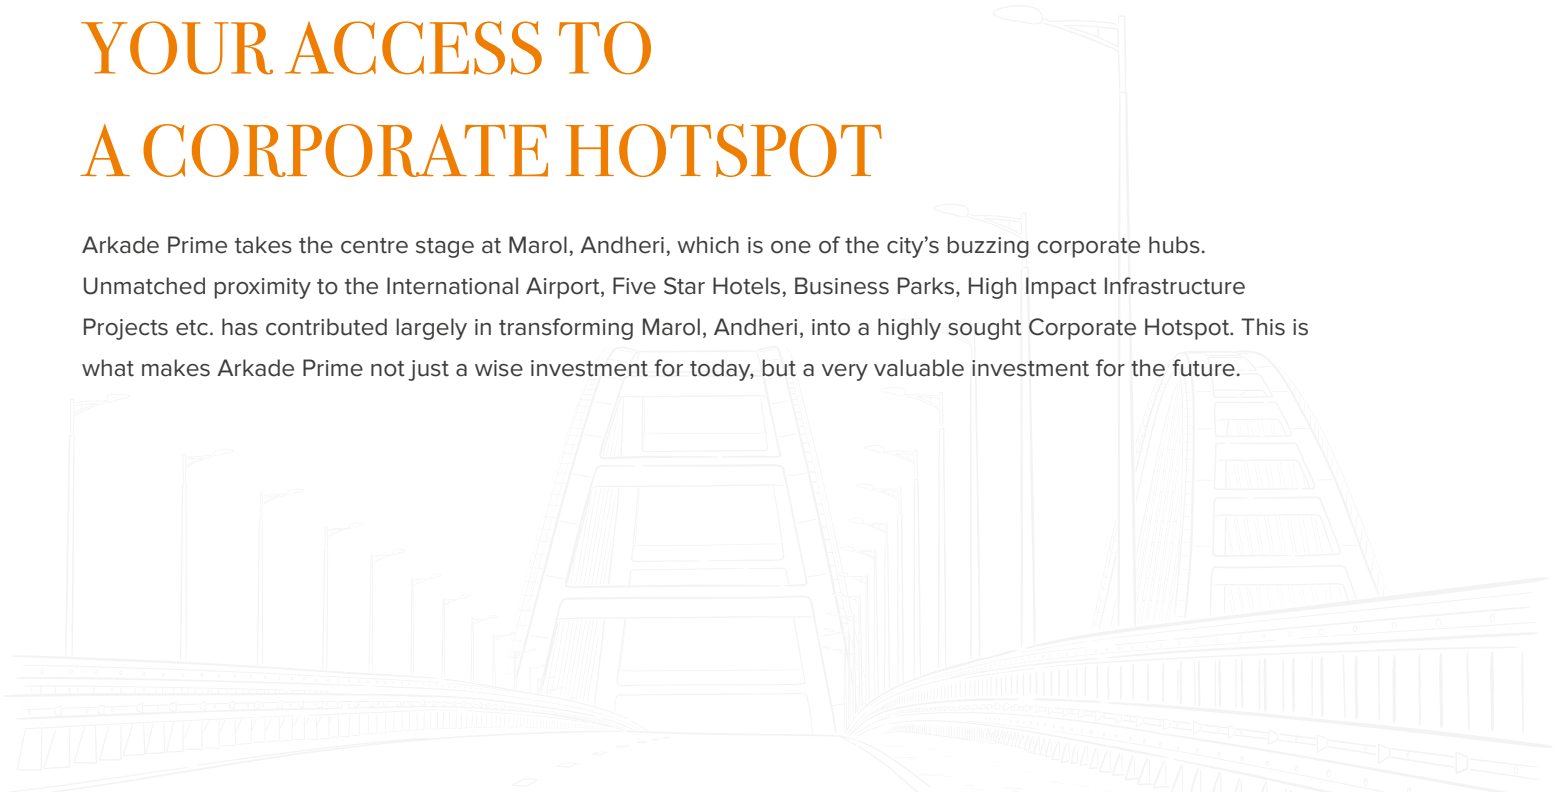 YOUR ACCESS TO
A CORPORATE HOTSPOT
Arkade Prime takes the centre stage at Marol, Andheri, which is one of the city’s buzzing corporate hubs.
Unmatched proximity to the International Airport, Five Star Hotels, Business Parks, High Impact Infrastructure
Projects etc. has contributed largely in transforming Marol, Andheri, into a highly sought Corporate Hotspot. This is
what makes Arkade Prime not just a wise investment for today, but a very valuable investment for the future.